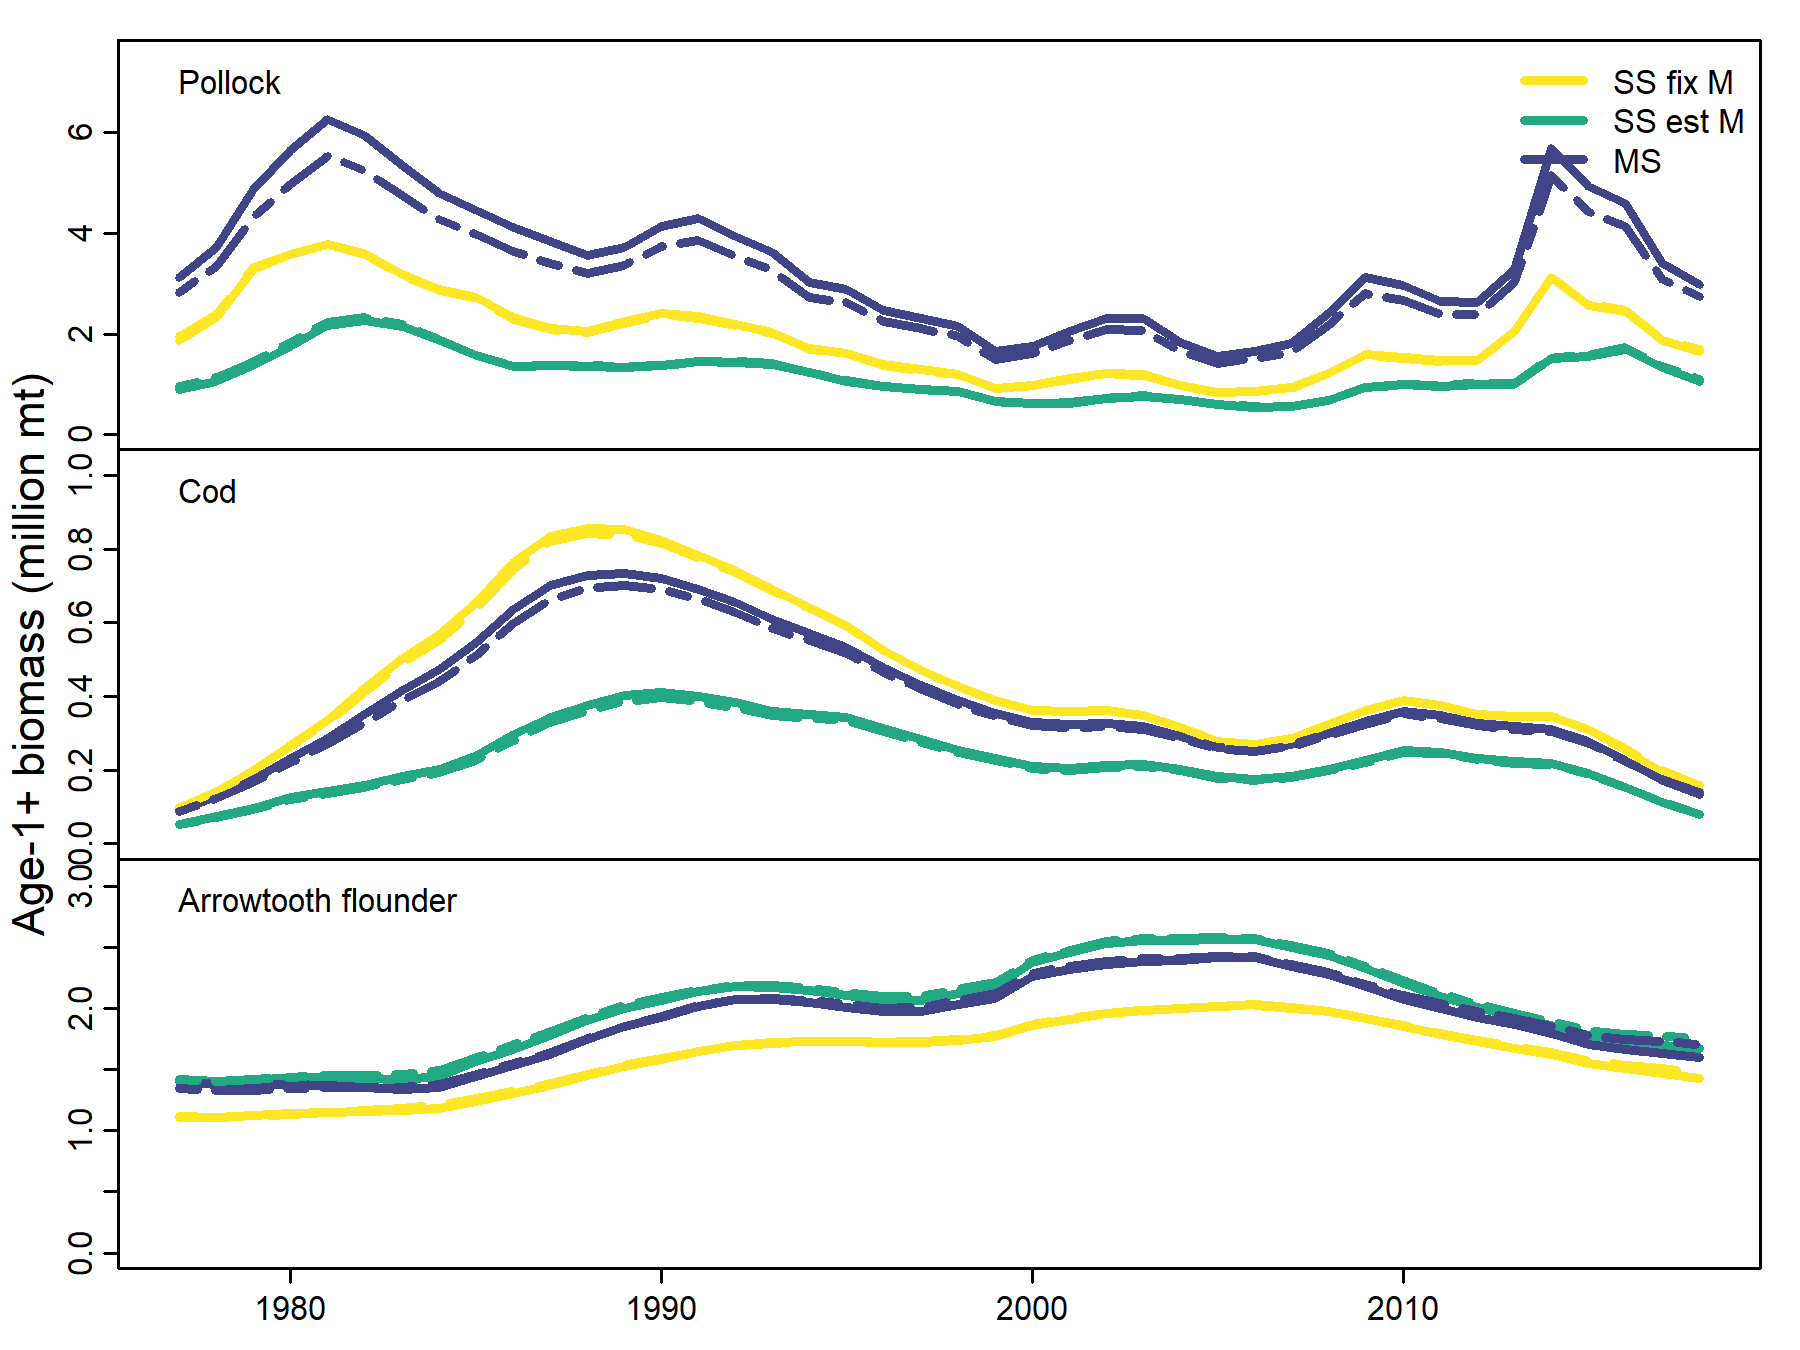 Age-1+ biomass (million mt)
Pollock
SS fix M
SS est M
MS
6
4
2
0
Cod
1.0
0.8
0.6
0.4
0.2
0.0
Arrowtooth flounder
3.0
2.0
1.0
0.0
1980 1990 2000 2010